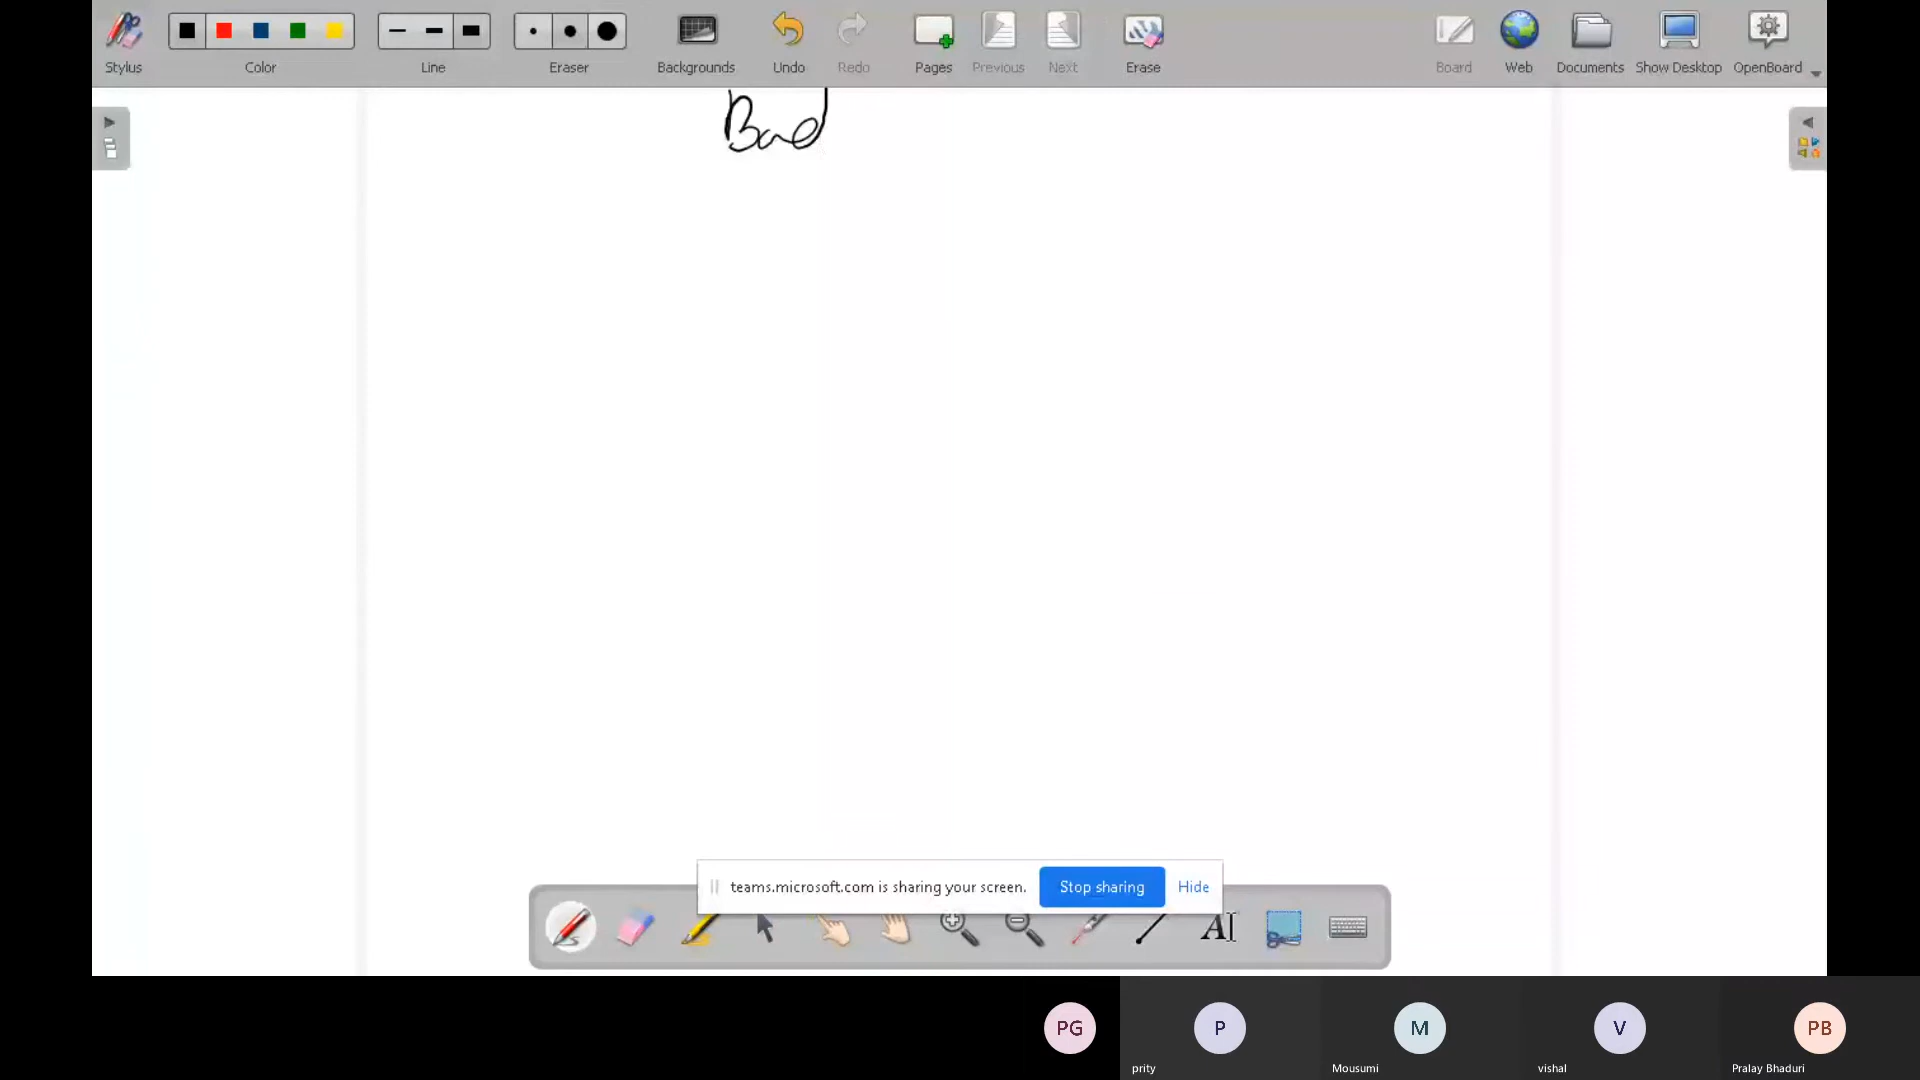 Stylus Color Line Eraser Backgrounds Undo Redo Pages Previous Next Erase Board Web Documents Show Desktop OpenBoard
Bad
teams.microsoft.com is sharing your screen. Stop sharing Hide
A
PG P M V PB
prity Mousumi vishal Pralay Bhaduri